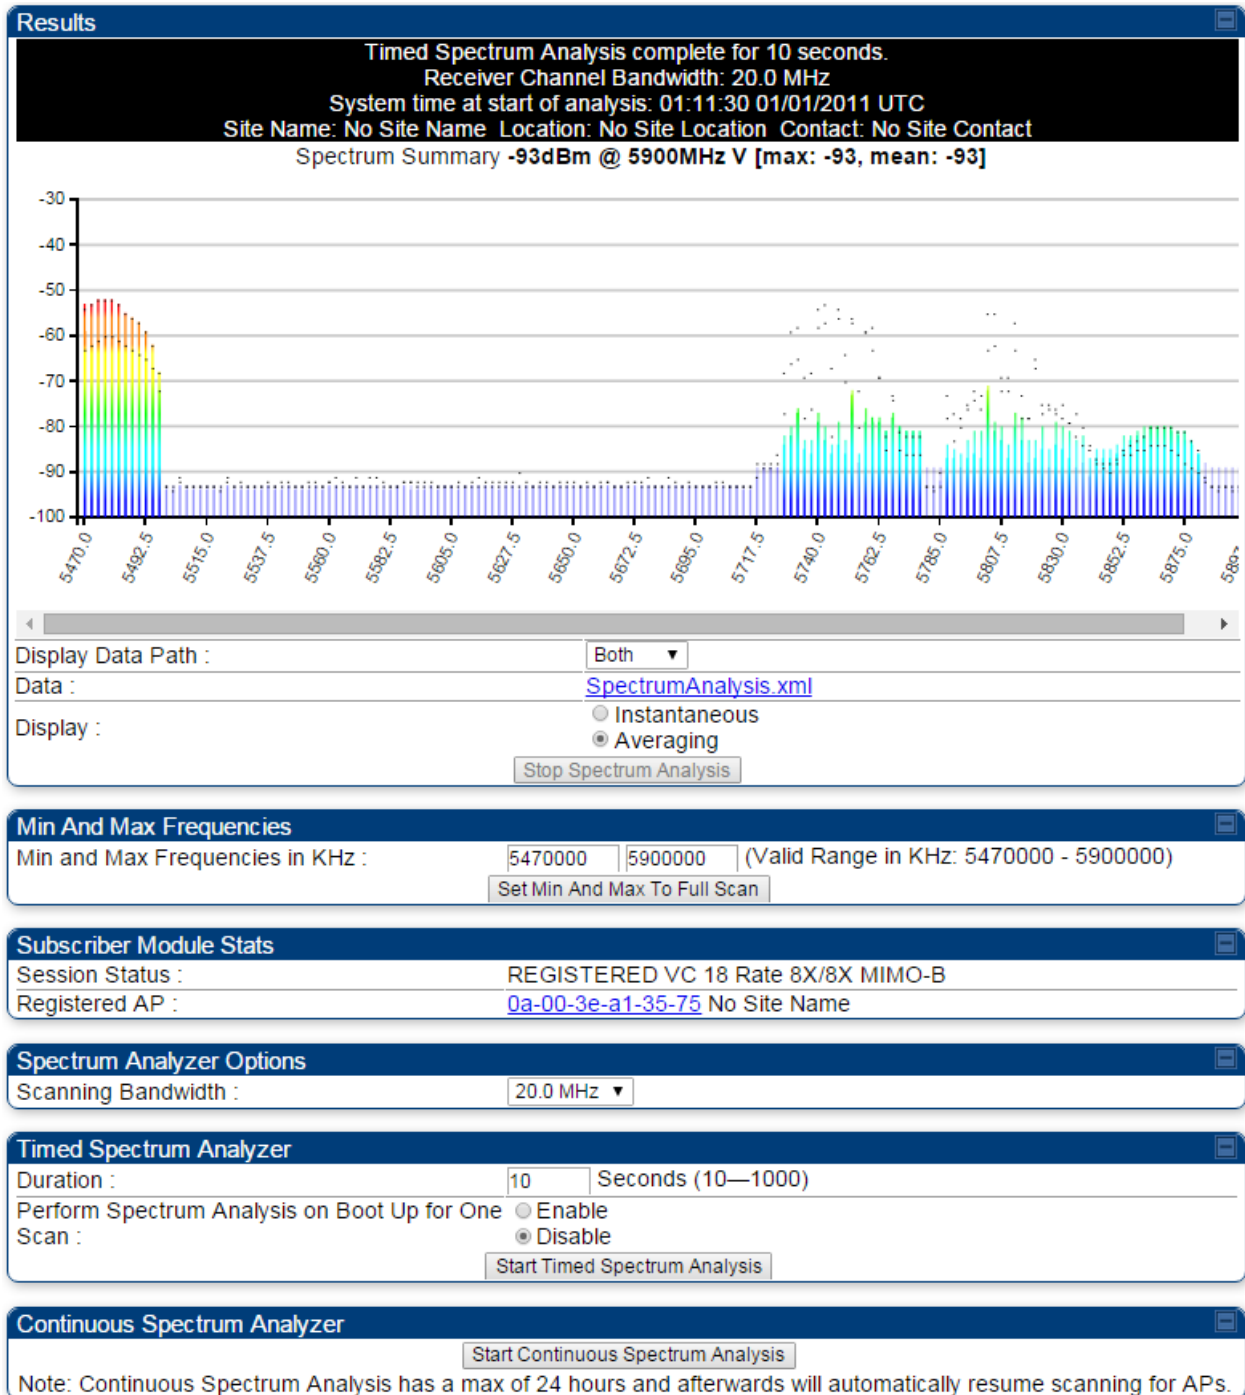 Results
Timed Spectrum Analysis complete for 10 seconds.
Receiver Channel Bandwidth: 20.0 MHz
System time at start of analysis: 01:11:30 01/01/2011 UTC
Site Name: No Site Name Location: No Site Location Contact: No Site Contact
Spectrum Summary -93dBm @ 5900MHz V [max: -93, mean: -93]
-30
-40
-50
-60
-70
-80
-90
-100
5470.0 5492.5 5515.0 5537.5 5560.0 5582.5 5605.0 5627.5 5650.0 5672.5 5695.0 5717.5 5740.0 5762.5 5785.0 5807.5 5830.0 5852.5 5875.0 5897
Display Data Path : Both
Data : SpectrumAnalysis.xml
Display : Instantaneous
Averaging
Stop Spectrum Analysis
Min And Max Frequencies
Min and Max Frequencies in KHz : 5470000 5900000 (Valid Range in KHz: 5470000 - 5900000)
Set Min And Max To Full Scan
Subscriber Module Stats
Session Status : REGISTERED VC 18 Rate 8X/8X MIMO-B
Registered AP : 0a-00-3e-a1-35-75 No Site Name
Spectrum Analyzer Options
Scanning Bandwidth : 20.0 MHz
Timed Spectrum Analyzer
Duration : 10 Seconds (10—1000)
Perform Spectrum Analysis on Boot Up for One Enable
Scan : Disable
Start Timed Spectrum Analysis
Continuous Spectrum Analyzer
Start Continuous Spectrum Analysis
Note: Continuous Spectrum Analysis has a max of 24 hours and afterwards will automatically resume scanning for APs.